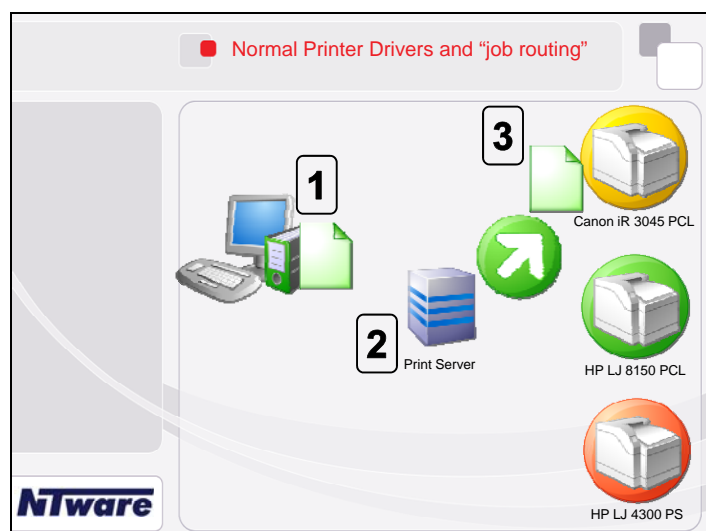 Normal Printer Drivers and “job routing”
3
1
Canon iR 3045 PCL
2
Print Server
HP LJ 8150 PCL
HP LJ 4300 PS
NTware